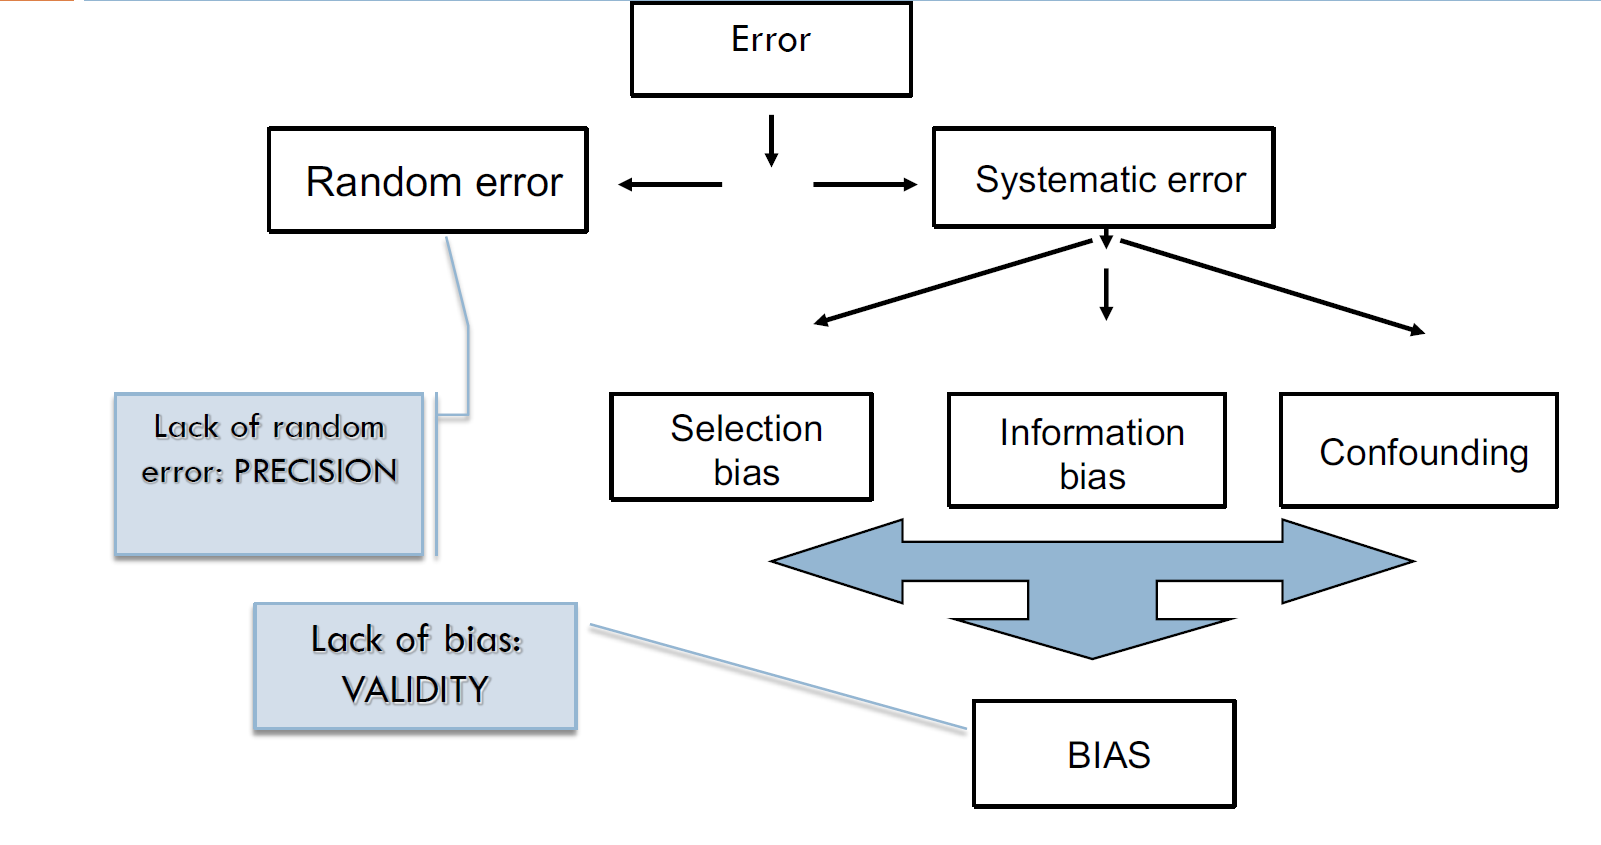 Error
Random error
Systematic error
Lack of random
error: PRECISION
Selection
bias
Information
bias
Confounding
Lack of bias:
VALIDITY
BIAS